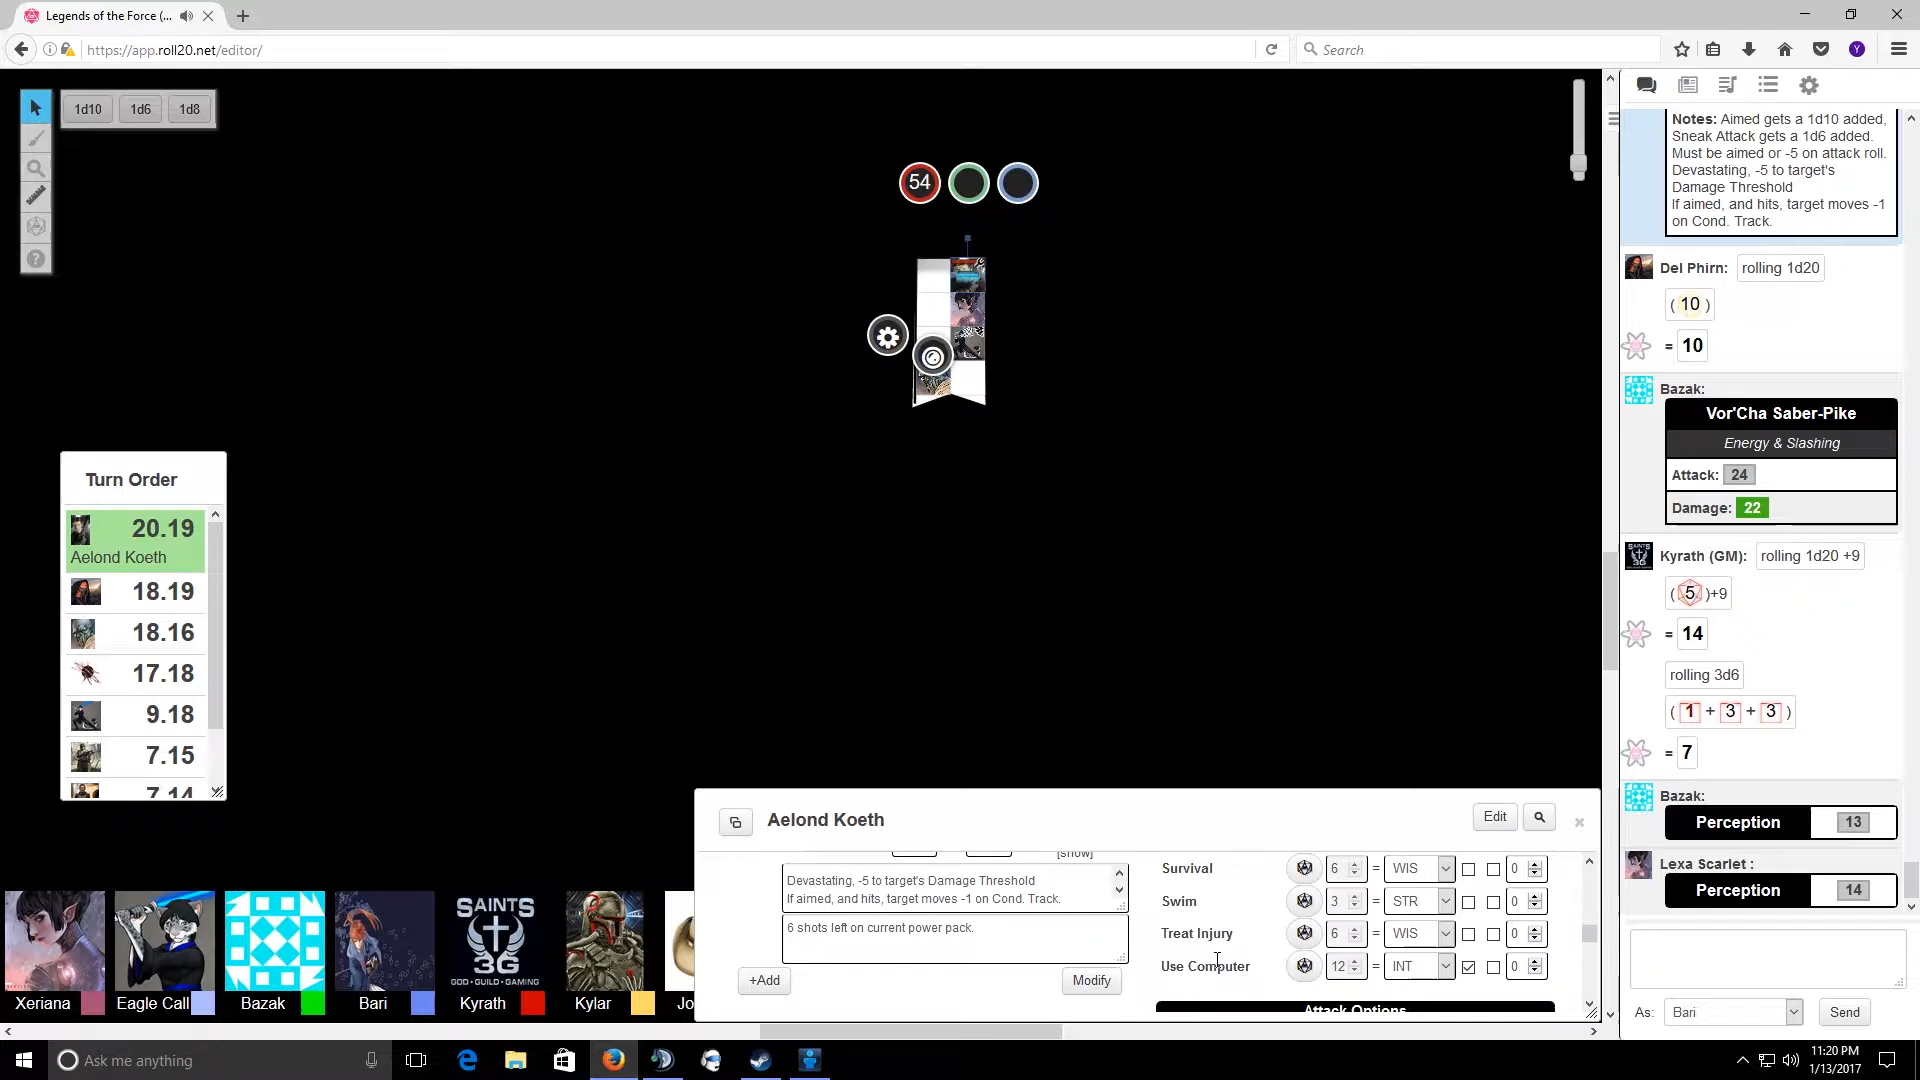 Legends of the Force (...
https://app.roll20.net/editor/
Search
1d10
1d6
1d8
54
Turn Order
20.19
Aelond Koeth
18.19
18.16
17.18
9.18
7.15
7.14
Notes: Aimed gets a 1d10 added,
Sneak Attack gets a 1d6 added.
Must be aimed or -5 on attack roll.
Devastating, -5 to target's
Damage Threshold
If aimed, and hits, target moves -1
on Cond. Track.
Del Phirn: rolling 1d20
( 10 )
= 10
Bazak:
Vor'Cha Saber-Pike
Energy & Slashing
Attack: 24
Damage: 22
Kyrath (GM): rolling 1d20 +9
( 5 )+9
= 14
rolling 3d6
( 1 + 3 + 3 )
= 7
Bazak:
Perception 13
Lexa Scarlet :
Perception 14
As: Bari
Send
Aelond Koeth
Edit
[show]
Devastating, -5 to target's Damage Threshold
If aimed, and hits, target moves -1 on Cond. Track.
6 shots left on current power pack.
+Add
Modify
Survival 6 = WIS 0
Swim 3 = STR 0
Treat Injury 6 = WIS 0
Use Computer 12 = INT 0
Attack Options
SAINTS
3G
GOD · GUILD · GAMING
Xeriana
Eagle Call
Bazak
Bari
Kyrath
Kylar
Jo
Ask me anything
11:20 PM
1/13/2017